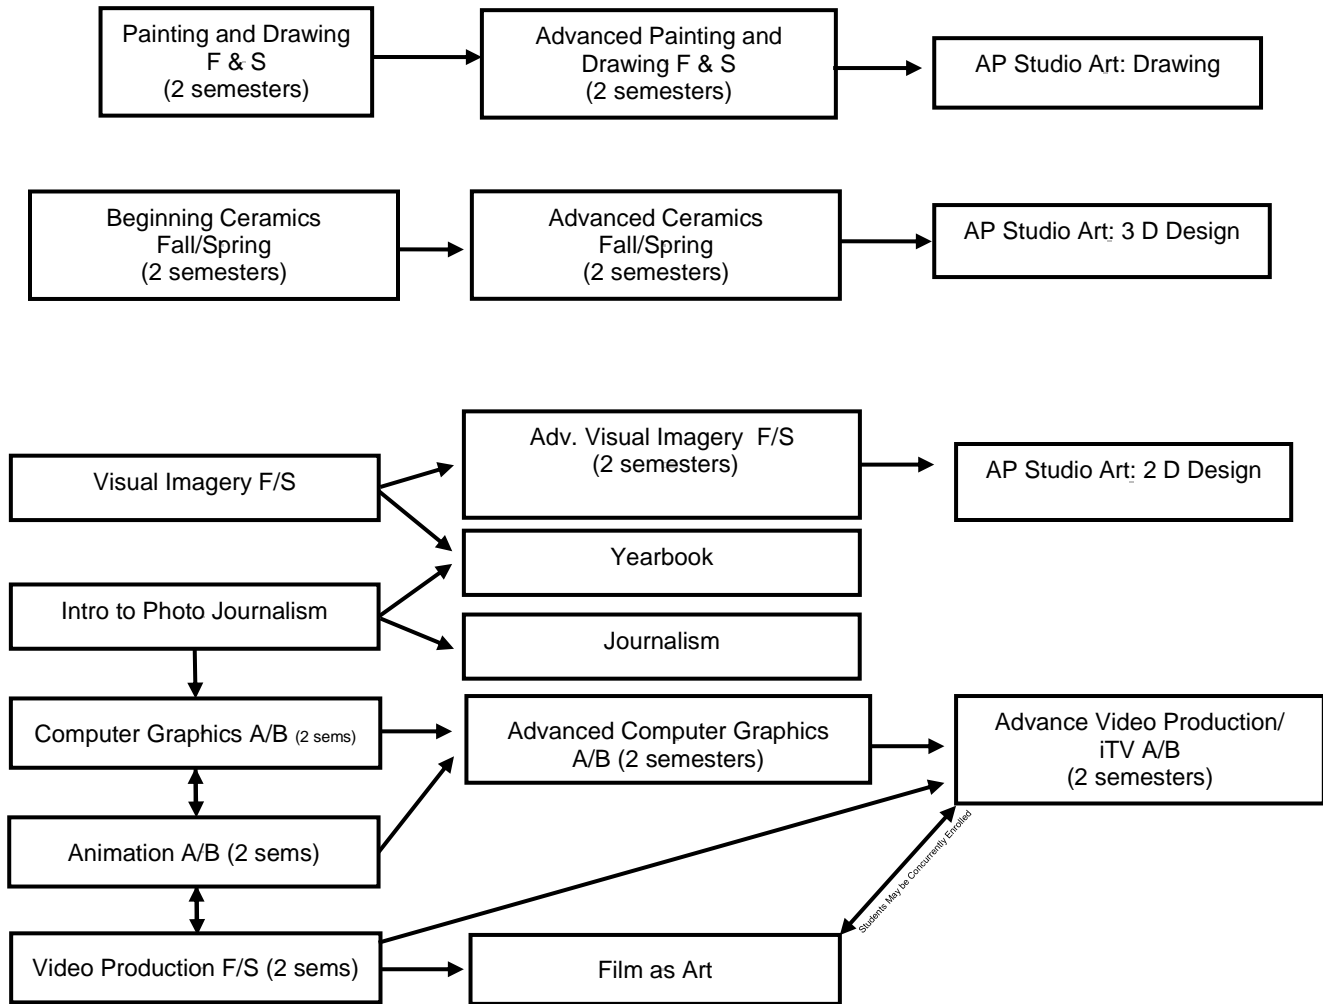 Painting and Drawing
F & S
(2 semesters)
Advanced Painting and
Drawing F & S
(2 semesters)
AP Studio Art: Drawing
Beginning Ceramics
Fall/Spring
(2 semesters)
Advanced Ceramics
Fall/Spring
(2 semesters)
AP Studio Art: 3 D Design
Visual Imagery F/S
Adv. Visual Imagery F/S
(2 semesters)
AP Studio Art: 2 D Design
Yearbook
Intro to Photo Journalism
Journalism
Computer Graphics A/B (2 sems)
Advanced Computer Graphics
A/B (2 semesters)
Advance Video Production/
iTV A/B
(2 semesters)
Animation A/B (2 sems)
Students May be Concurrently Enrolled
Video Production F/S (2 sems)
Film as Art